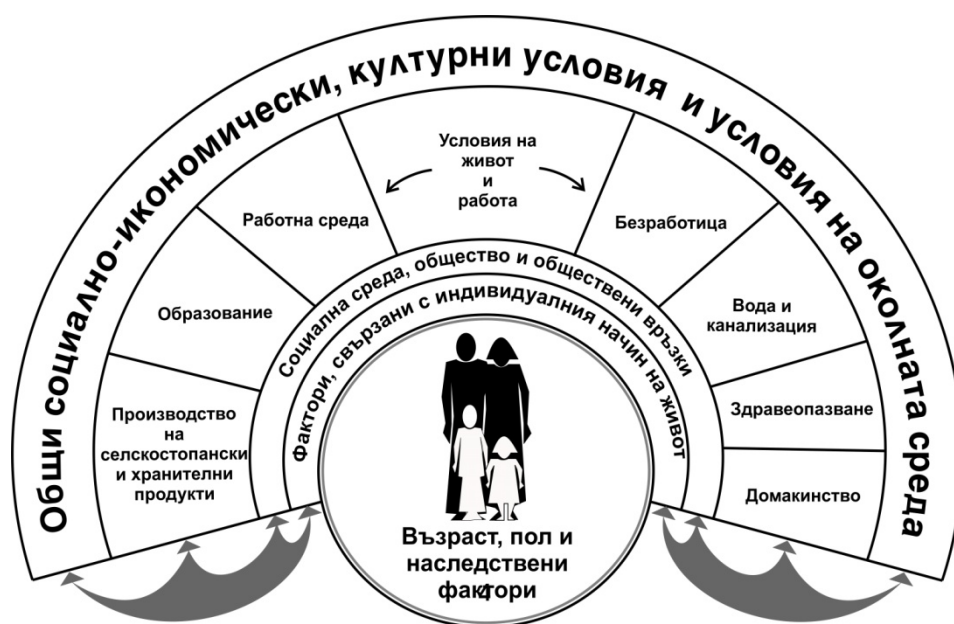 Общи социално-икономически, културни условия и условия на околната среда
Условия на
живот
и
работа
Работна среда
Безработица
Образование
Вода и
канализация
Производство
на
селскостопански
и хранителни
продукти
Здравеопазване
Домакинство
Социална среда, общество и обществени връзки
Фактори, свързани с индивидуалния начин на живот
Възраст, пол и
наследствени
фактори
4